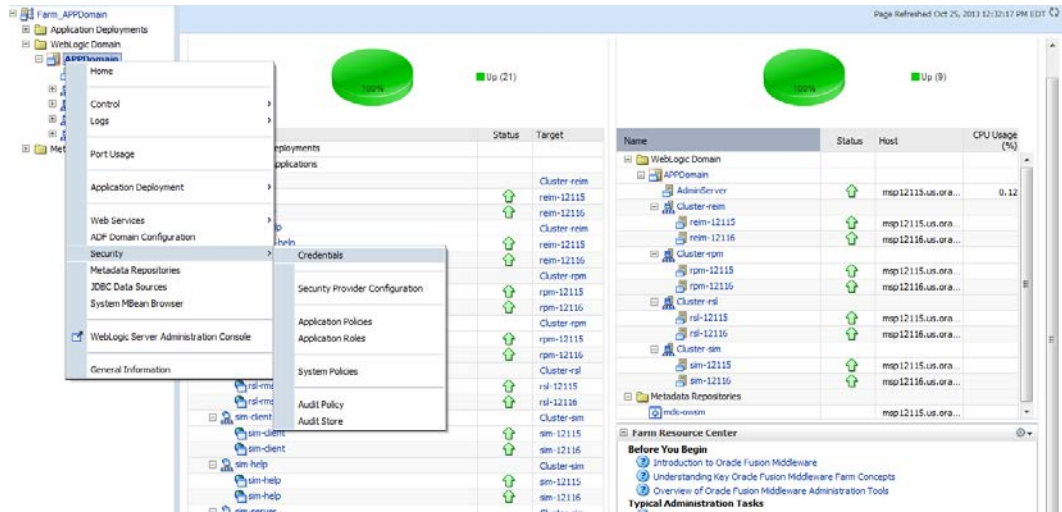 Farm_APPDomain
Page Refreshed Oct 25, 2013 12:32:17 PM EDT
Application Deployments
WebLogic Domain
APPDomain
Met
Home
Control
Logs
Port Usage
Application Deployment
Web Services
ADF Domain Configuration
Security
Metadata Repositories
JDBC Data Sources
System MBean Browser
WebLogic Server Administration Console
General Information
Credentials
Security Provider Configuration
Application Policies
Application Roles
System Policies
Audit Policy
Audit Store
100%
Up (21)
Status Target
eployments
pplications
Cluster-reim
reim-12115
reim-12116
lp Cluster-reim
-help reim-12115
reim-12116
Cluster-rpm
rpm-12115
rpm-12116
Cluster-rpm
rpm-12115
rpm-12116
Cluster-rsl
rsl-rms rsl-12115
rsl-rms rsl-12116
sim-client Cluster-sim
sim-client sim-12115
sim-client sim-12116
sim-help Cluster-sim
sim-help sim-12115
sim-help sim-12116
sim-server Cluster-sim
100%
Up (9)
Name Status Host CPU Usage (%)
WebLogic Domain
APPDomain
AdminServer msp12115.us.ora... 0.12
Cluster-reim
reim-12115 msp12115.us.ora...
reim-12116 msp12116.us.ora...
Cluster-rpm
rpm-12115 msp12115.us.ora...
rpm-12116 msp12116.us.ora...
Cluster-rsl
rsl-12115 msp12115.us.ora...
rsl-12116 msp12116.us.ora...
Cluster-sim
sim-12115 msp12115.us.ora...
sim-12116 msp12116.us.ora...
Metadata Repositories
mds-owsm msp12115.us.ora...
Farm Resource Center
Before You Begin
Introduction to Oracle Fusion Middleware
Understanding Key Oracle Fusion Middleware Farm Concepts
Overview of Oracle Fusion Middleware Administration Tools
Typical Administration Tasks